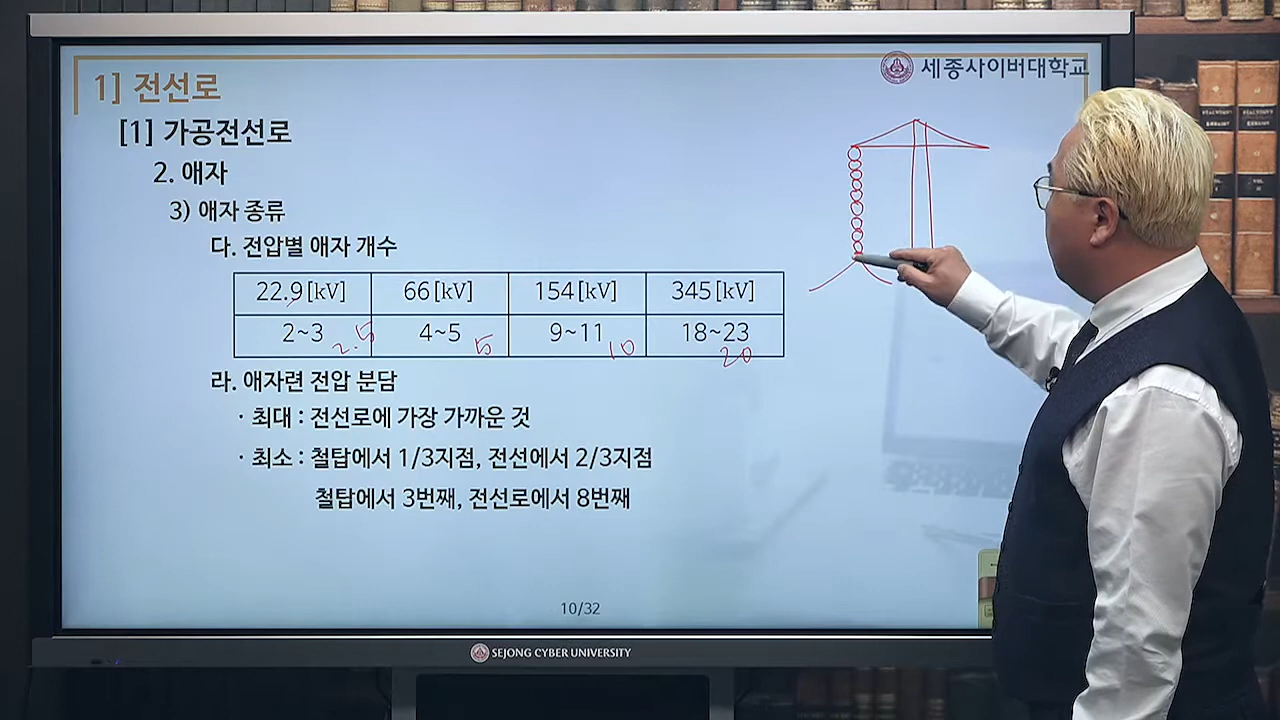 1] 전선로
세종사이버대학교
[1] 가공전선로
2. 애자
3) 애자 종류
다. 전압별 애자 개수
22.9[kV] 66[kV] 154[kV] 345[kV]
2~3 4~5 9~11 18~23
2.5 5 10 20
라. 애자련 전압 분담
· 최대 : 전선로에 가장 가까운 것
· 최소 : 철탑에서 1/3지점, 전선에서 2/3지점
철탑에서 3번째, 전선로에서 8번째
10/32
SEJONG CYBER UNIVERSITY